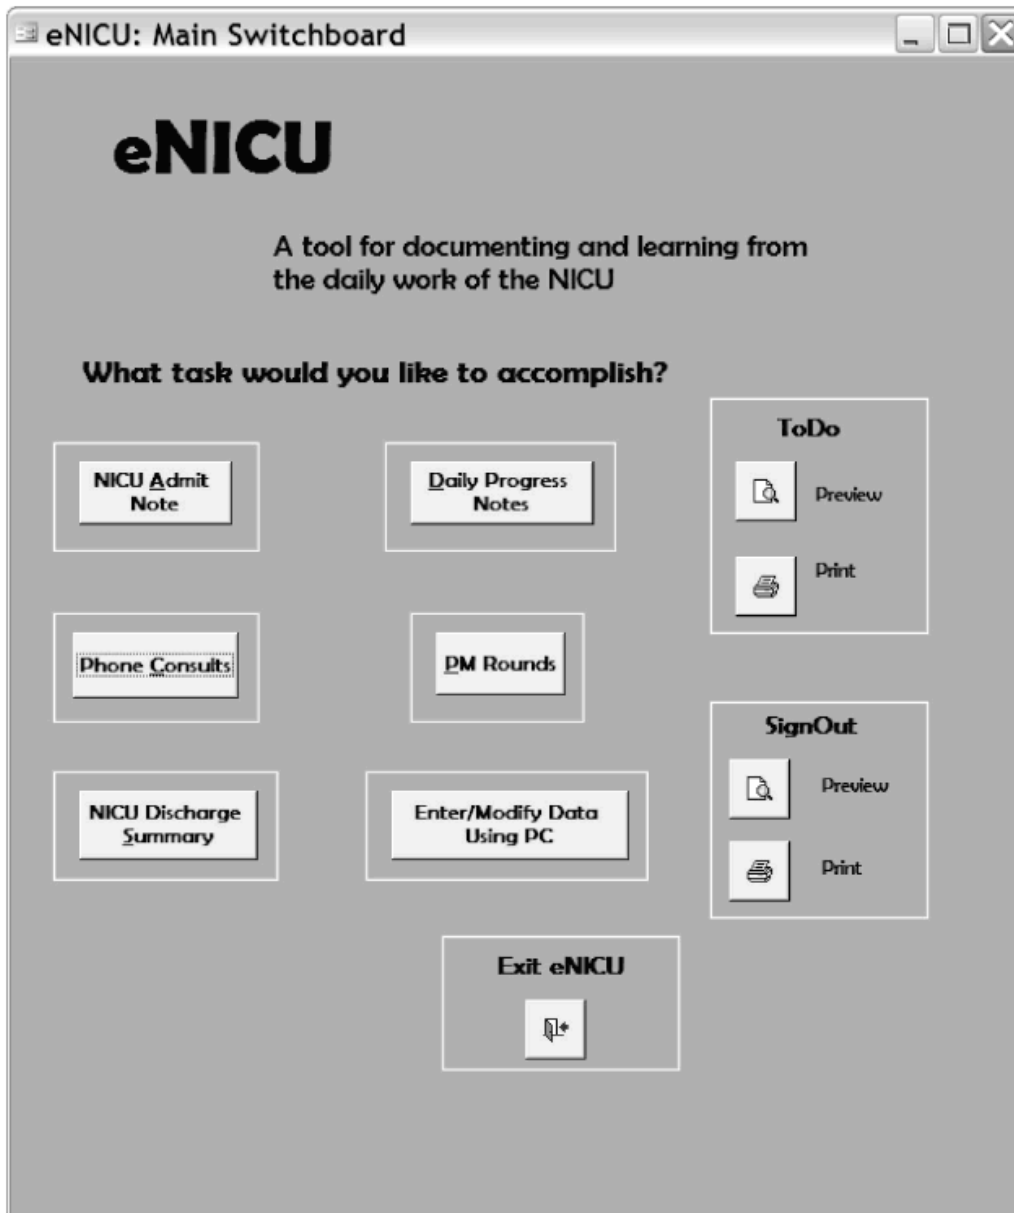 eNICU: Main Switchboard
eNICU
A tool for documenting and learning from
the daily work of the NICU
What task would you like to accomplish?
NICU Admit
Note
Daily Progress
Notes
ToDo
Preview
Print
Phone Consults
PM Rounds
SignOut
Preview
Print
NICU Discharge
Summary
Enter/Modify Data
Using PC
Exit eNICU